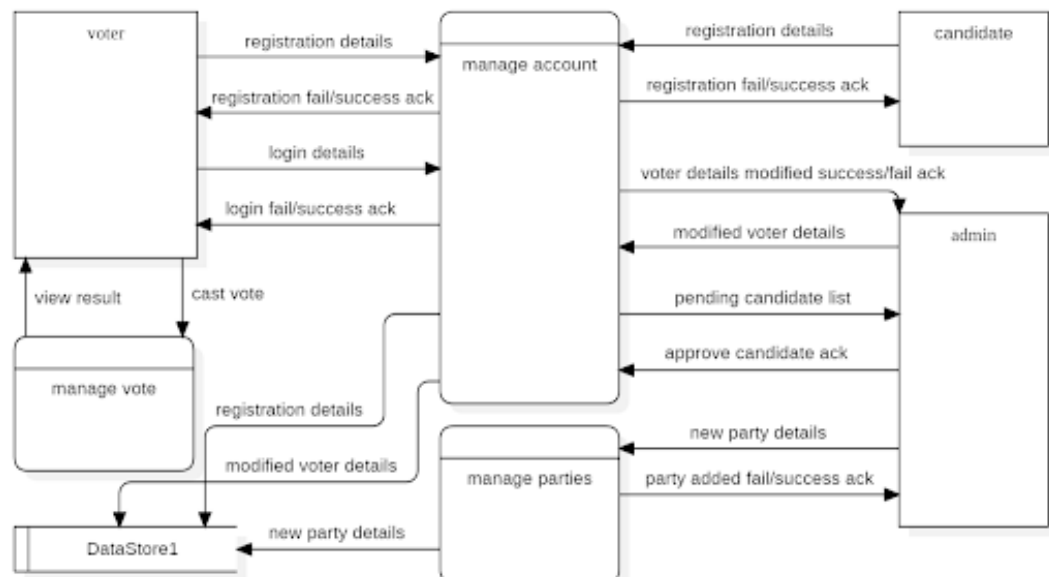 voter
registration details
manage account
registration details
candidate
registration fail/success ack
registration fail/success ack
login details
voter details modified success/fail ack
login fail/success ack
modified voter details
admin
view result
cast vote
pending candidate list
manage vote
approve candidate ack
registration details
new party details
modified voter details
manage parties
party added fail/success ack
DataStore1
new party details